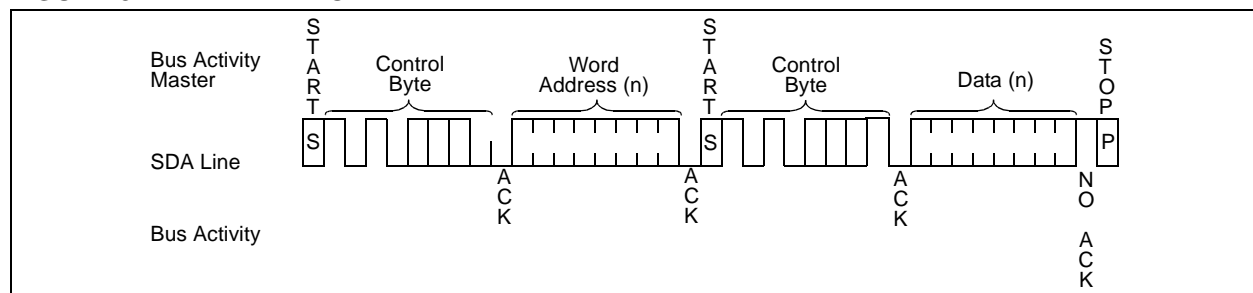 Bus Activity
Master
START
Control
Byte
Word
Address (n)
START
Control
Byte
Data (n)
STOP
SDA Line
S
S
P
Bus Activity
ACK
ACK
ACK
NO ACK